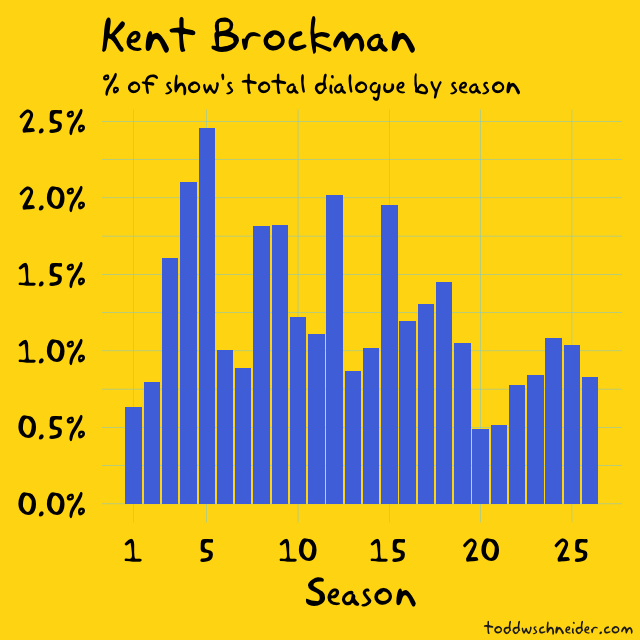 Kent Brockman
% of show's total dialogue by season
2.5%
2.0%
1.5%
1.0%
0.5%
0.0%
1 5 10 15 20 25
Season
toddwschneider.com